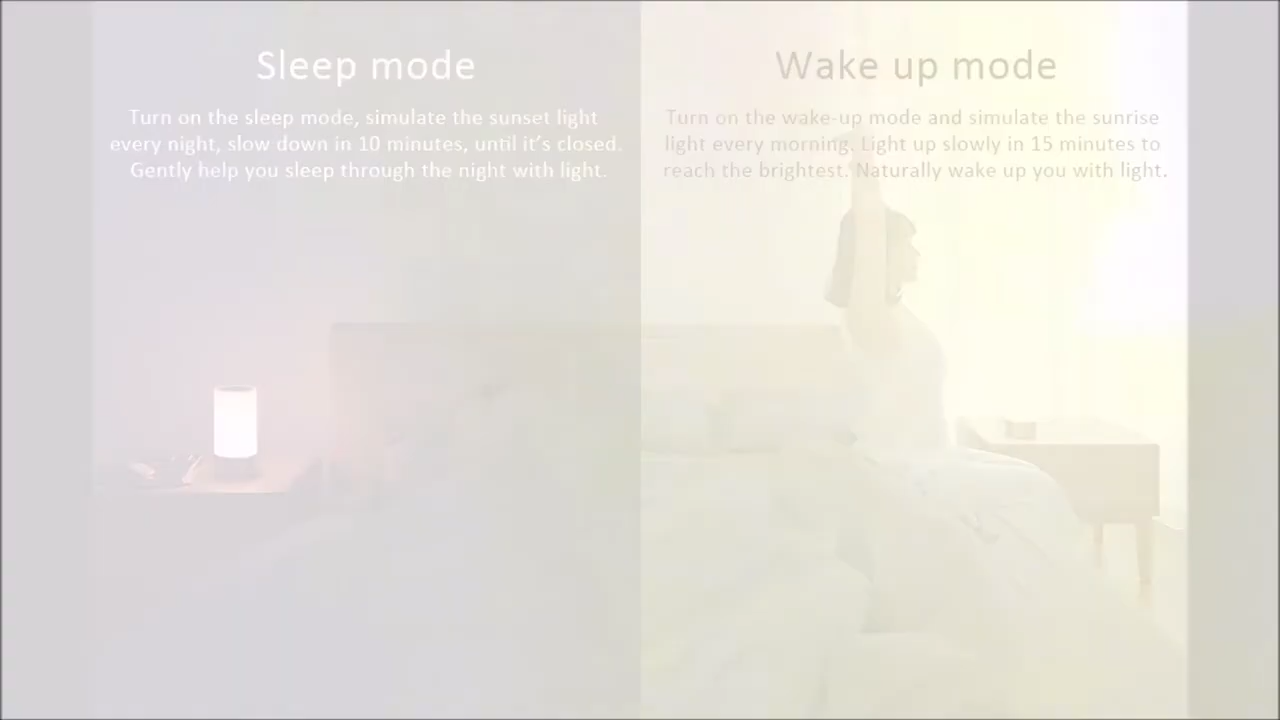 Sleep mode
Turn on the sleep mode, simulate the sunset light
every night, slow down in 10 minutes, until it's closed.
Gently help you sleep through the night with light.
Wake up mode
Turn on the wake-up mode and simulate the sunrise
light every morning. Light up slowly in 15 minutes to
reach the brightest. Naturally wake up you with light.